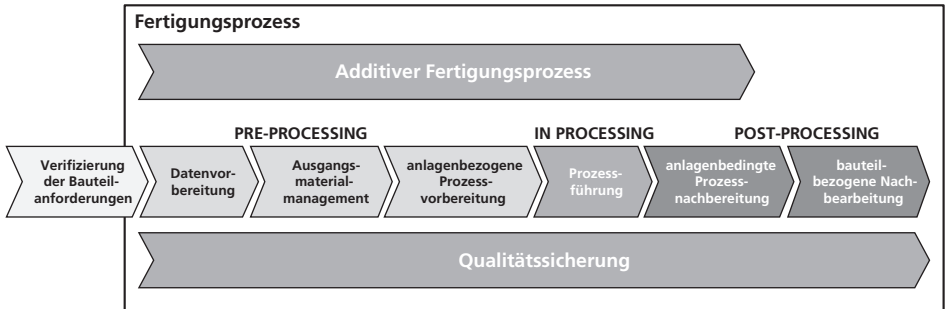 Fertigungsprozess
Additiver Fertigungsprozess
PRE-PROCESSING
IN PROCESSING
POST-PROCESSING
Verifizierung
der Bauteil-
anforderungen
Datenvor-
bereitung
Ausgangs-
material-
management
anlagenbezogene
Prozess-
vorbereitung
Prozess-
führung
anlagenbedingte
Prozess-
nachbereitung
bauteil-
bezogene Nach-
bearbeitung
Qualitätssicherung